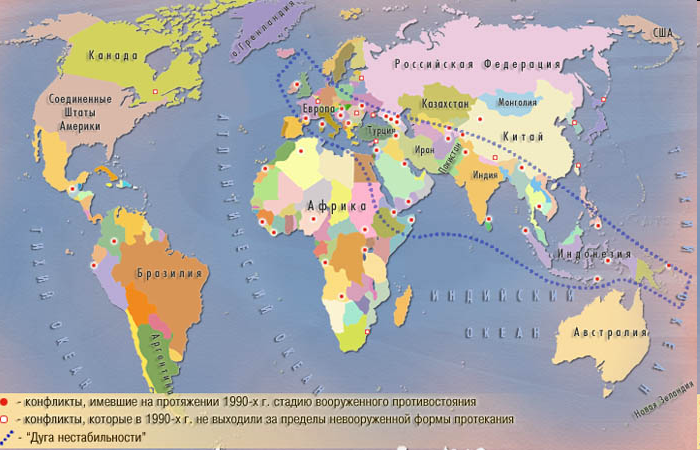 о.Гренландия
США
Канада
Российская Федерация
Соединенные
Штаты
Америки
Европа
Казахстан
Монголия
Турция
Китай
Иран
Пакистан
Индия
АТЛАНТИЧЕСКИЙ ОКЕАН
Африка
ТИХИЙ ОКЕАН
Бразилия
Индонезия
ИНДИЙСКИЙ
ОКЕАН
Австралия
Аргентина
ОКЕАН
Новая Зеландия
- конфликты, имевшие на протяжении 1990-х г. стадию вооруженного противостояния
- конфликты, которые в 1990-х г. не выходили за пределы невооруженной формы протекания
- "Дуга нестабильности"